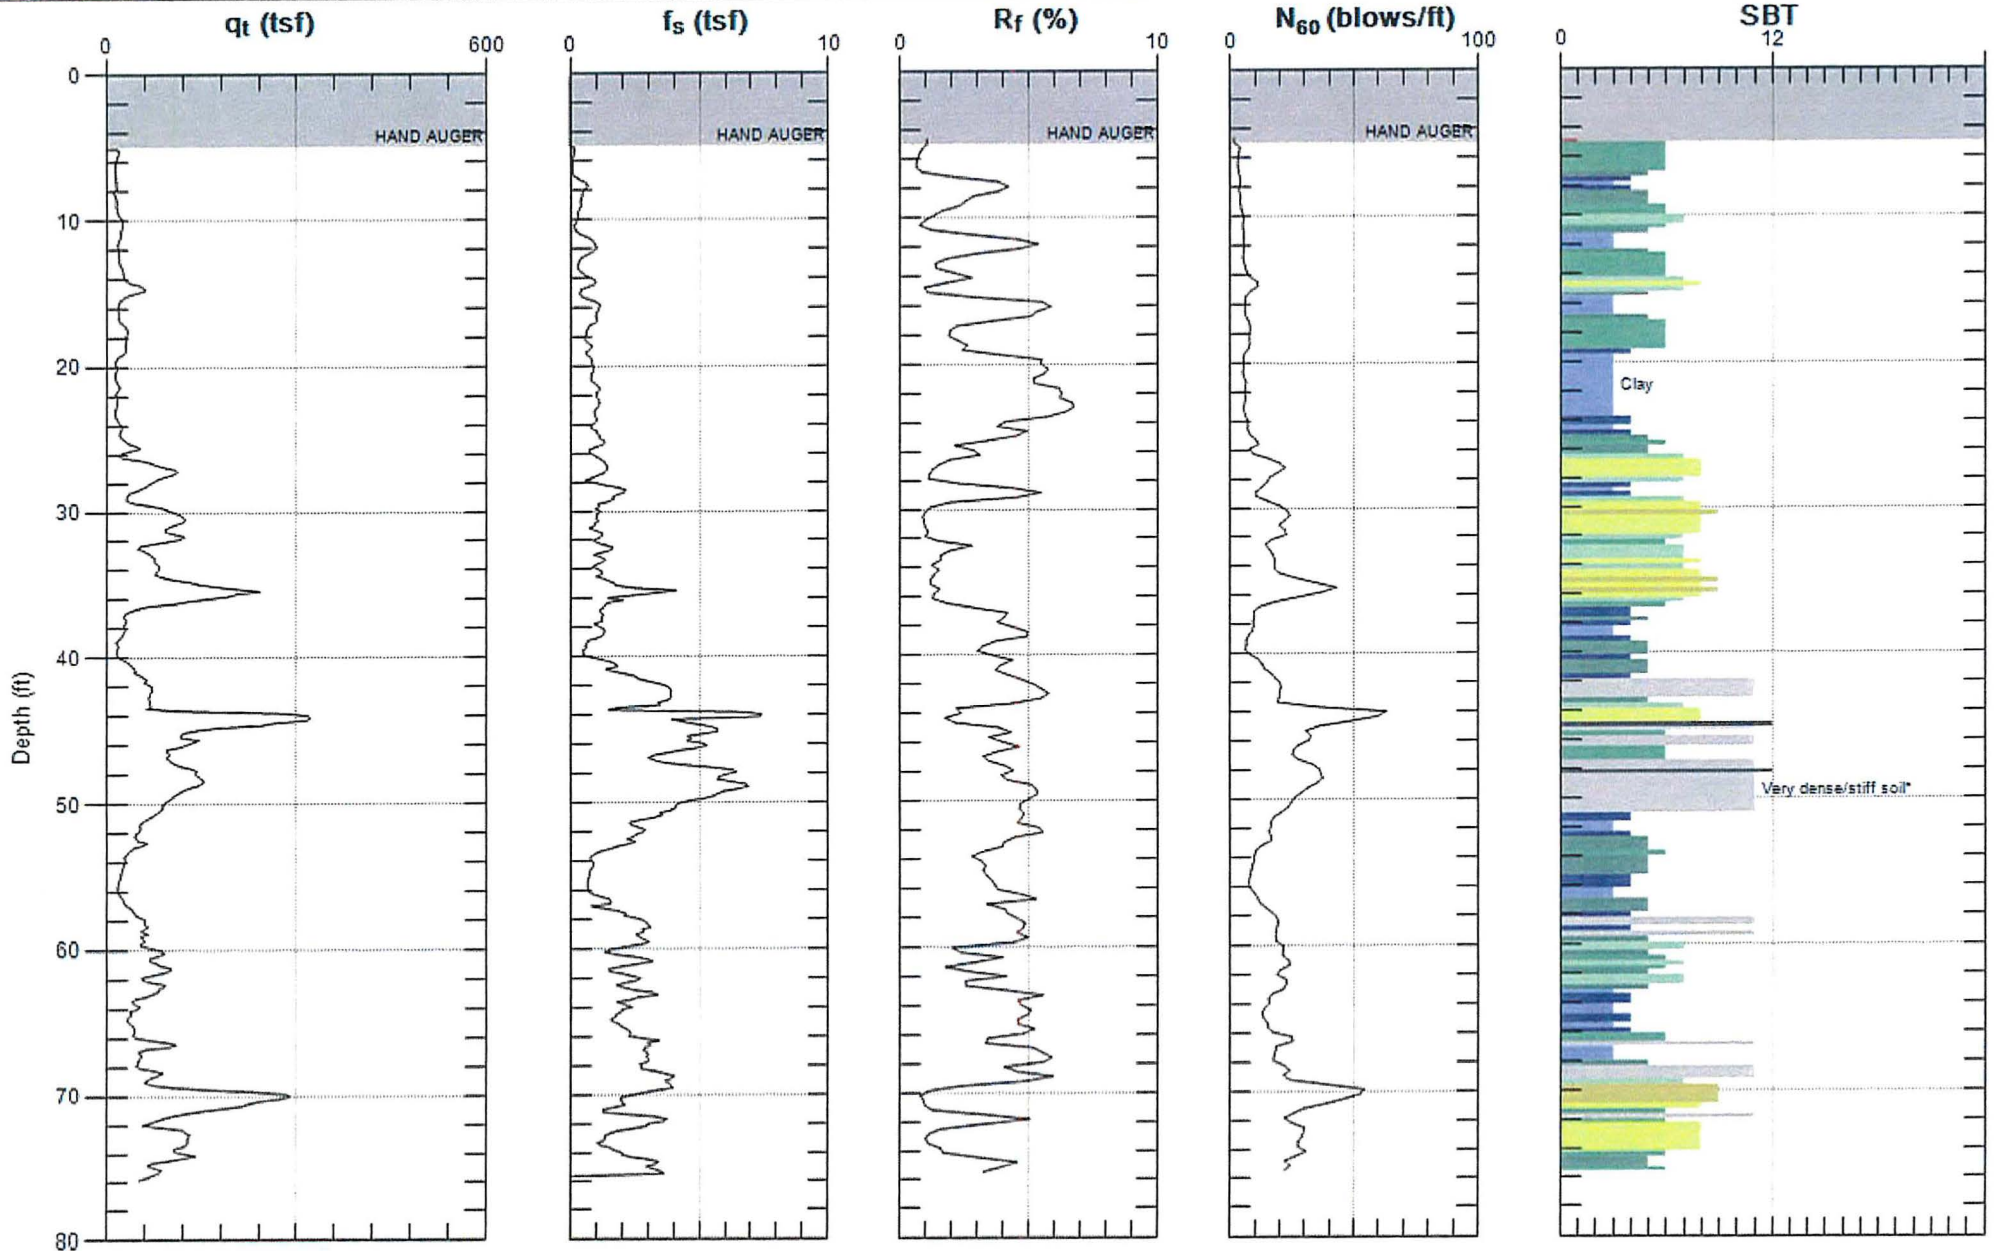 qt (tsf) fs (tsf) Rf (%) N60 (blows/ft) SBT
0 600 0 10 0 10 0 100 0 12
0
HAND AUGER HAND AUGER HAND AUGER HAND AUGER
10
20
Clay
30
40
Depth (ft)
Very dense/stiff soil*
50
60
70
80